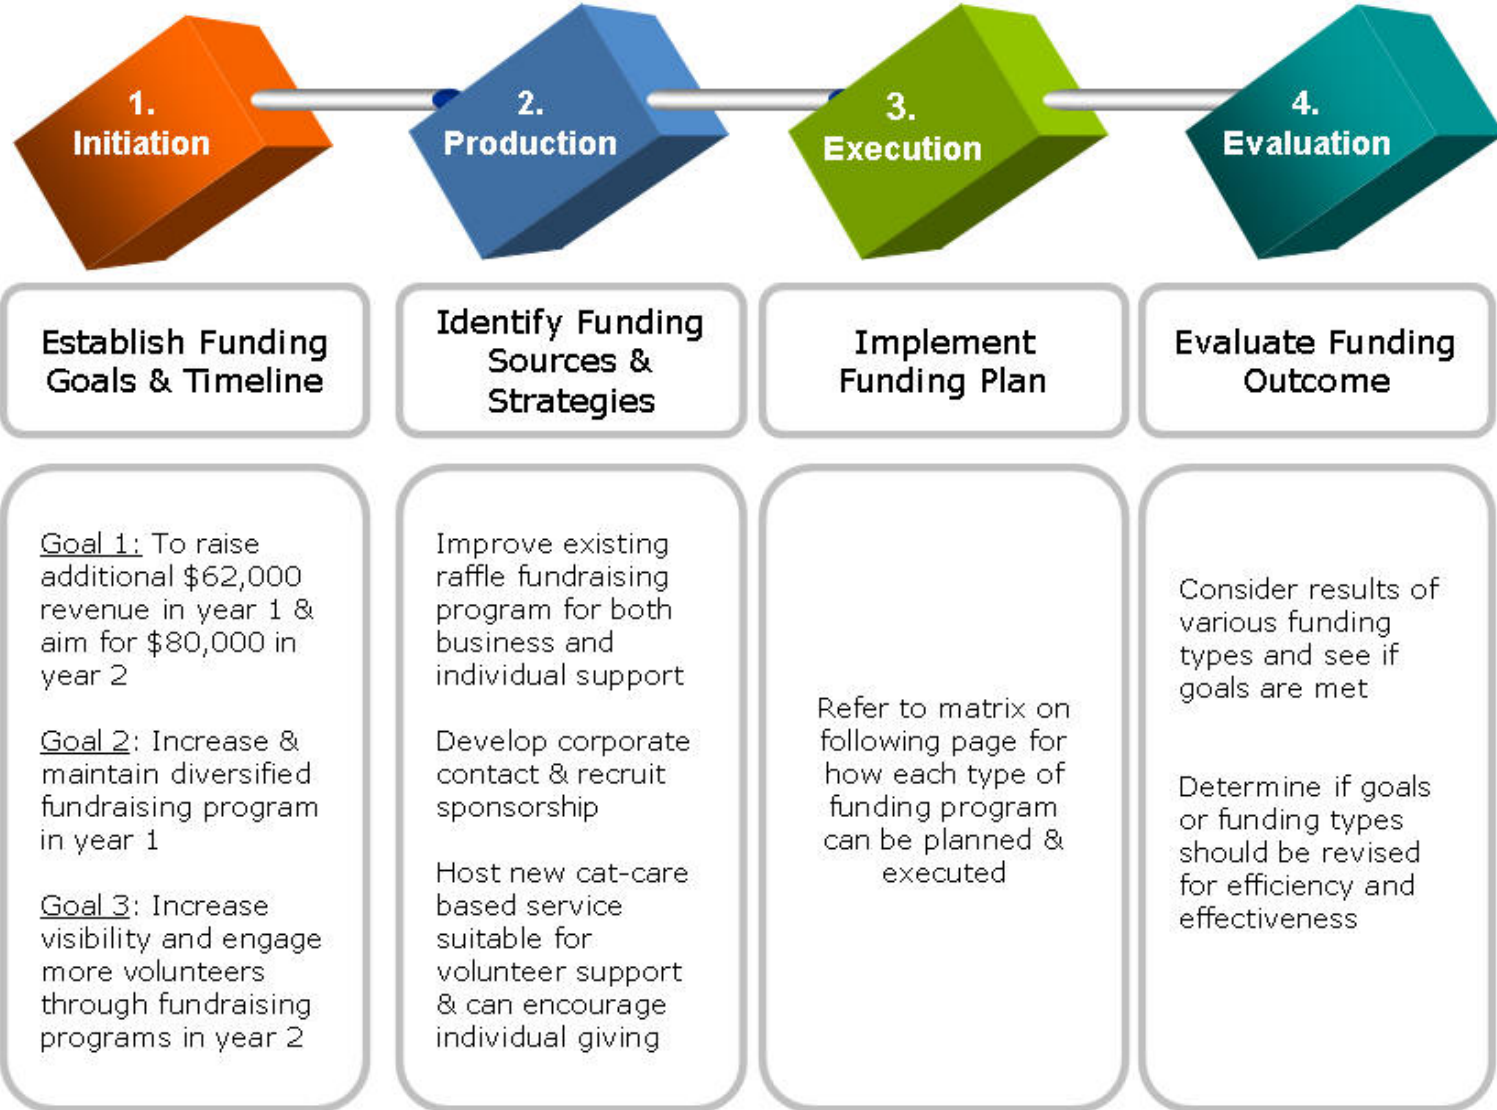 1.
Initiation
2.
Production
3.
Execution
4.
Evaluation
Establish Funding
Goals & Timeline
Identify Funding
Sources &
Strategies
Implement
Funding Plan
Evaluate Funding
Outcome
Goal 1: To raise
additional $62,000
revenue in year 1 &
aim for $80,000 in
year 2
Goal 2: Increase &
maintain diversified
fundraising program
in year 1
Goal 3: Increase
visibility and engage
more volunteers
through fundraising
programs in year 2
Improve existing
raffle fundraising
program for both
business and
individual support
Develop corporate
contact & recruit
sponsorship
Host new cat-care
based service
suitable for
volunteer support
& can encourage
individual giving
Refer to matrix on
following page for
how each type of
funding program
can be planned &
executed
Consider results of
various funding
types and see if
goals are met
Determine if goals
or funding types
should be revised
for efficiency and
effectiveness